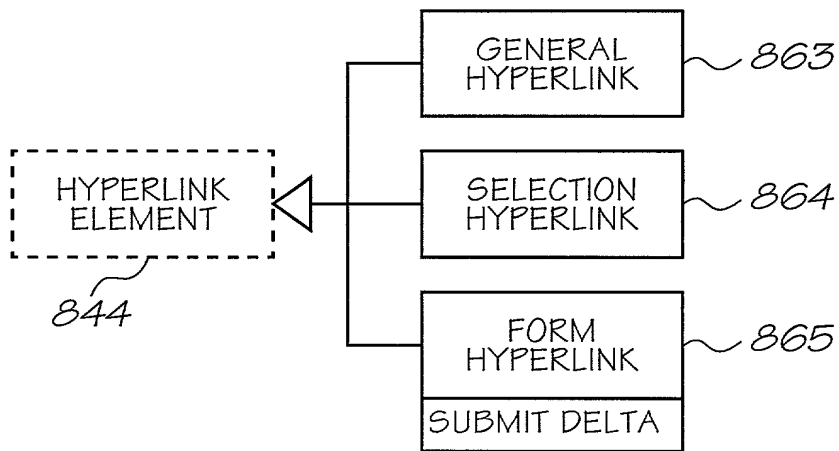 GENERAL
HYPERLINK
863
HYPERLINK
ELEMENT
844
SELECTION
HYPERLINK
864
FORM
HYPERLINK
865
SUBMIT DELTA